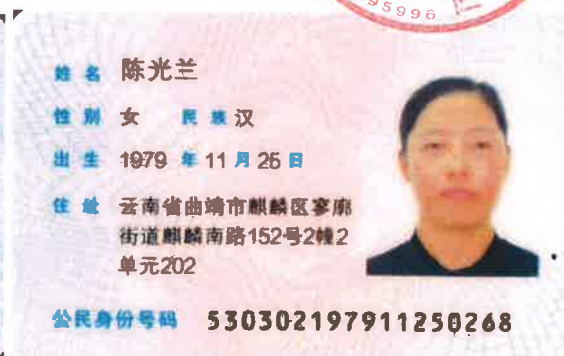 95996
姓名 陈光兰
性别 女 民族 汉
出生 1979 年 11 月 25 日
住址 云南省曲靖市麒麟区寥廓
街道麒麟南路152号2幢2
单元202
公民身份号码 530302197911250268